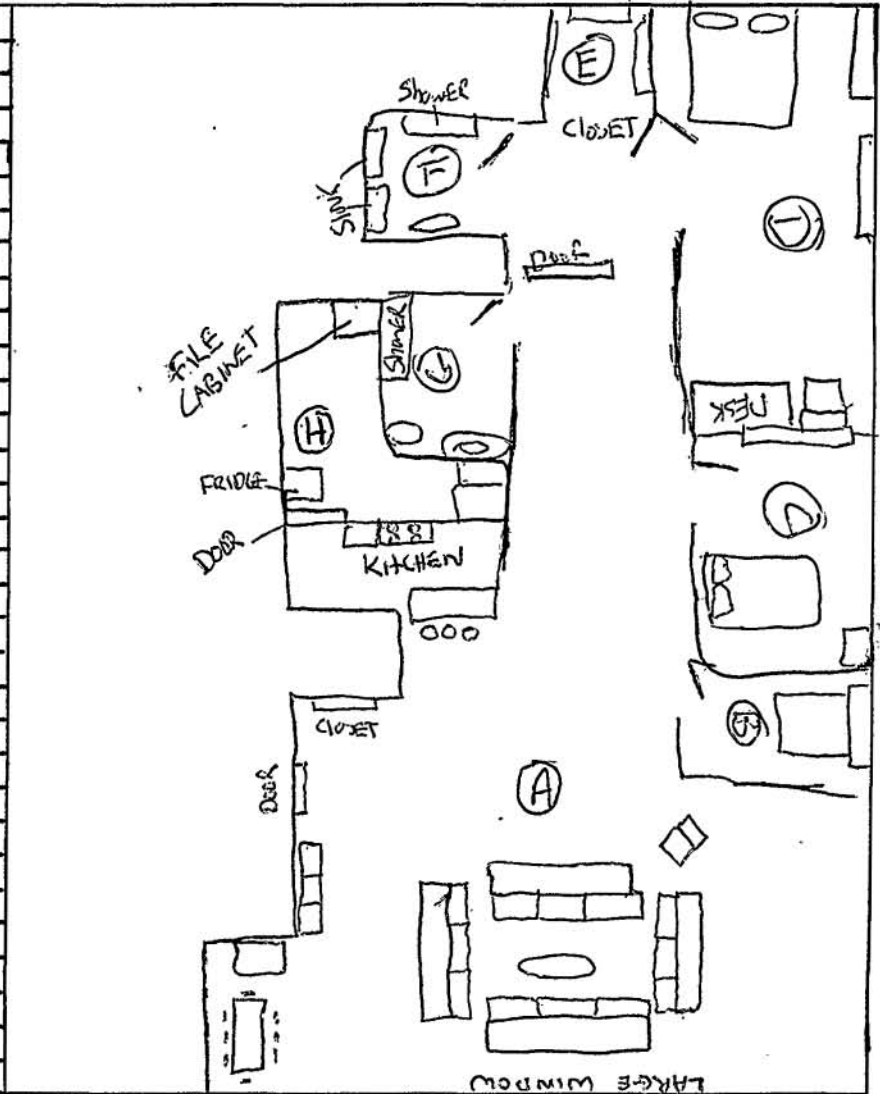 E
Shower
Closet
F
SINK
D
Door
FILE
CABINET
Shower
G
DESK
H
FRIDGE
DOOR
KITCHEN
B
CLOSET
DOOR
A
LARGE WINDOW